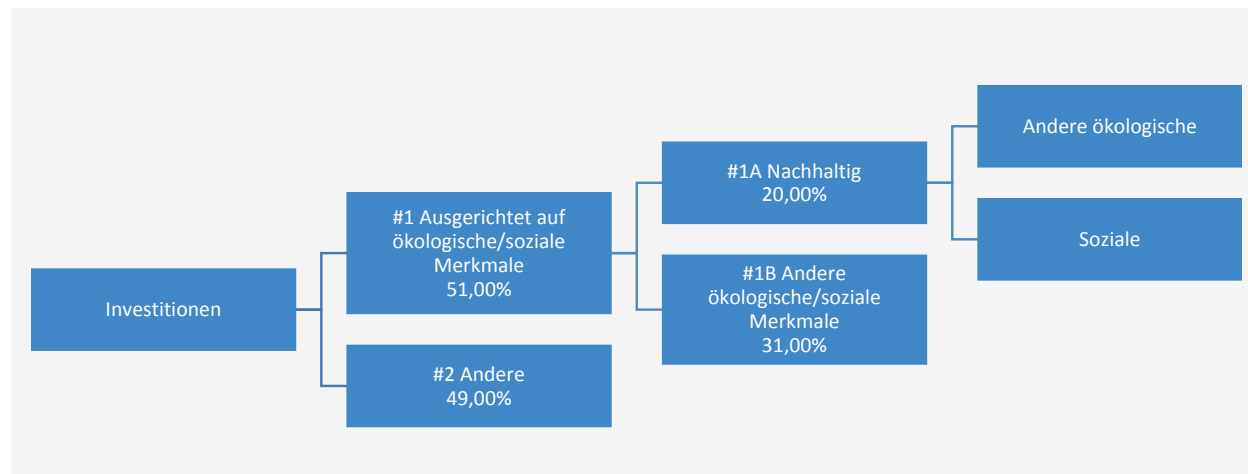 Investitionen
#1 Ausgerichtet auf
ökologische/soziale
Merkmale
51,00%
#2 Andere
49,00%
#1A Nachhaltig
20,00%
#1B Andere
ökologische/soziale
Merkmale
31,00%
Andere ökologische
Soziale